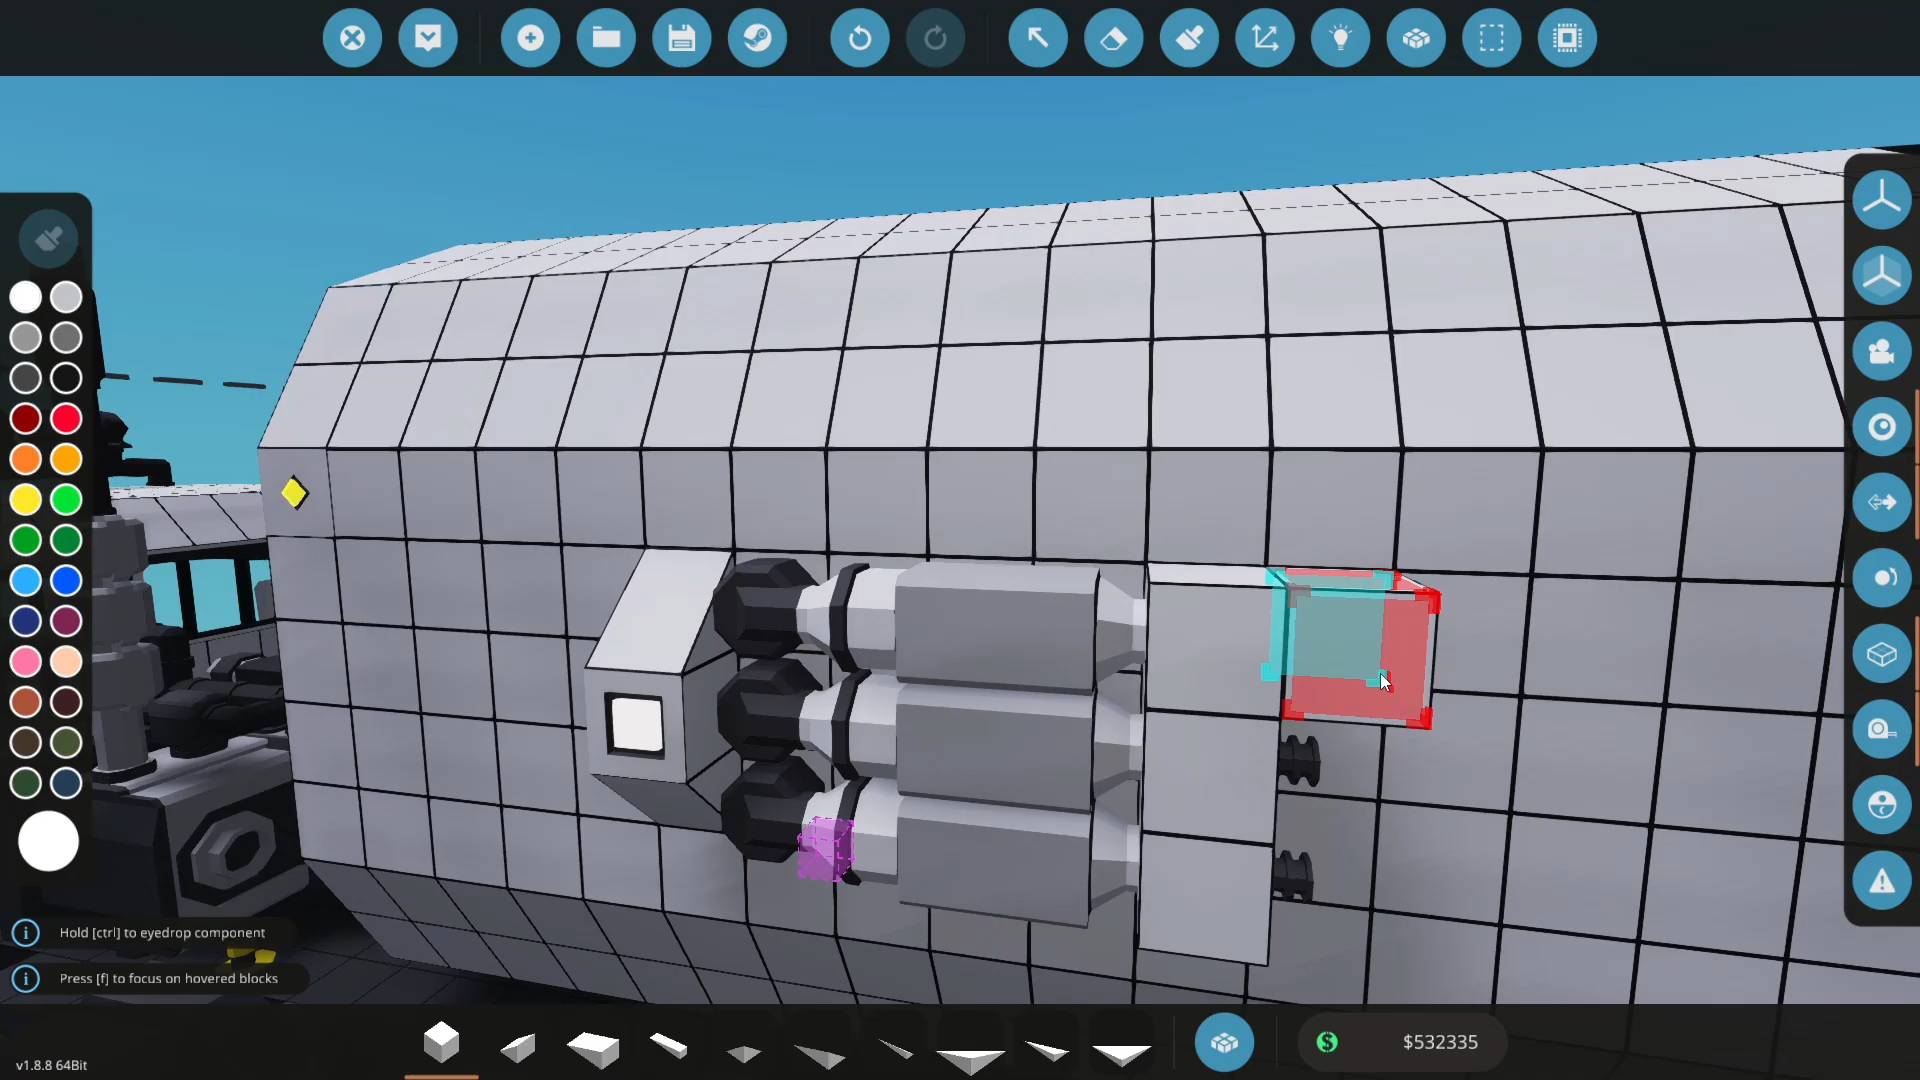 Hold [ctrl] to eyedrop component
Press [f] to focus on hovered blocks
v1.8.8 64Bit
$ $532335